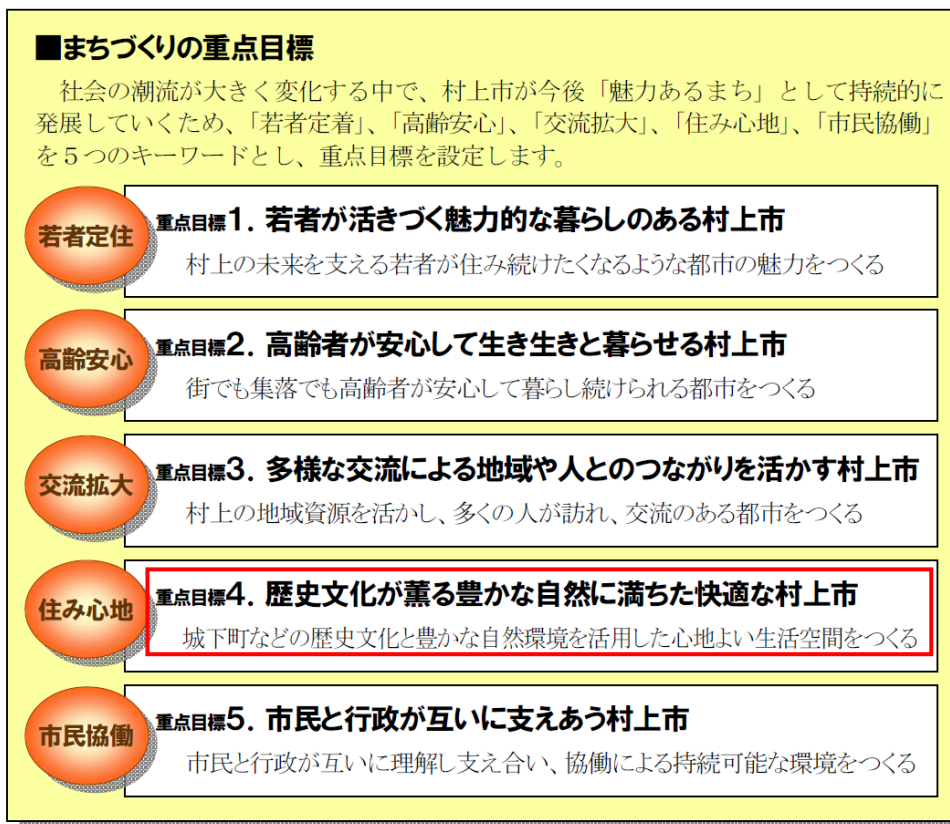 ■まちづくりの重点目標
社会の潮流が大きく変化する中で、村上市が今後「魅力あるまち」として持続的に
発展していくため、「若者定着」、「高齢安心」、「交流拡大」、「住み心地」、「市民協働」
を5つのキーワードとし、重点目標を設定します。
若者定住
重点目標1. 若者が活きづく魅力的な暮らしのある村上市
村上の未来を支える若者が住み続けたくなるような都市の魅力をつくる
高齢安心
重点目標2. 高齢者が安心して生き生きと暮らせる村上市
街でも集落でも高齢者が安心して暮らし続けられる都市をつくる
交流拡大
重点目標3. 多様な交流による地域や人とのつながりを活かす村上市
村上の地域資源を活かし、多くの人が訪れ、交流のある都市をつくる
住み心地
重点目標4. 歴史文化が薫る豊かな自然に満ちた快適な村上市
城下町などの歴史文化と豊かな自然環境を活用した心地よい生活空間をつくる
市民協働
重点目標5. 市民と行政が互いに支えあう村上市
市民と行政が互いに理解し支え合い、協働による持続可能な環境をつくる